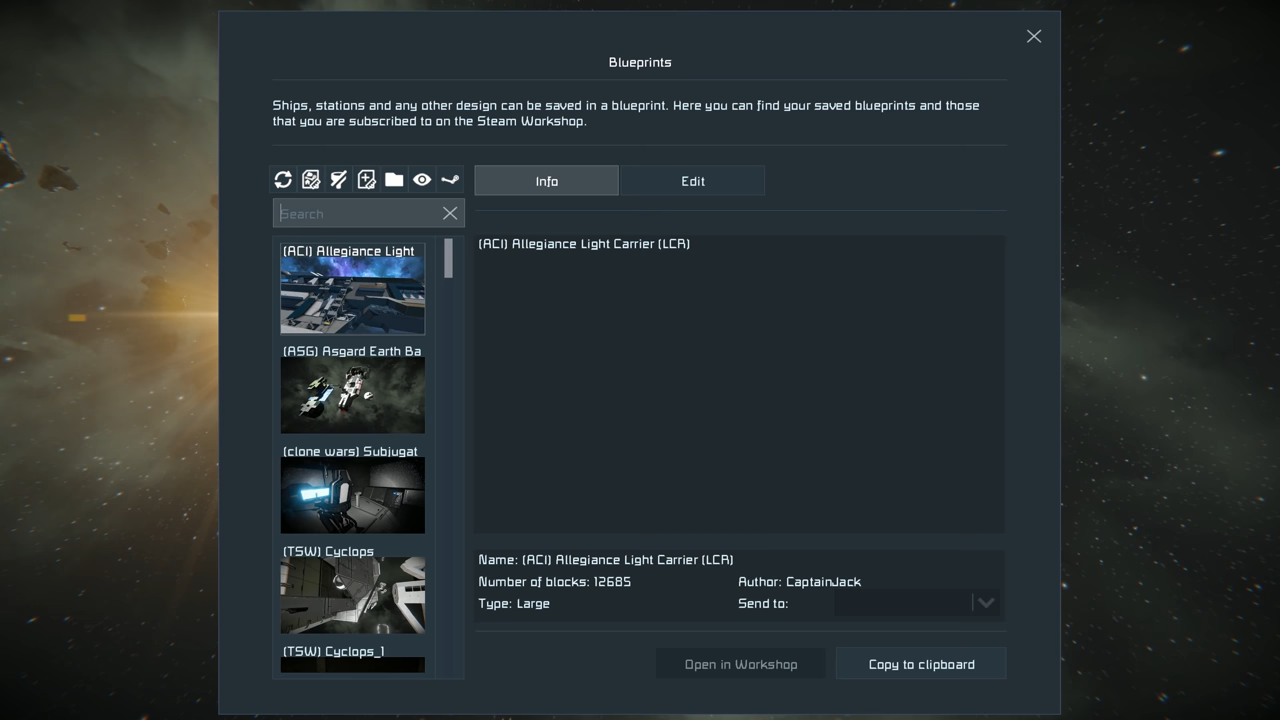 Blueprints
Ships, stations and any other design can be saved in a blueprint. Here you can find your saved blueprints and those
that you are subscribed to on the Steam Workshop.
Info
Edit
Search
(ACI) Allegiance Light
(ASG) Asgard Earth Ba
(clone wars) Subjugat
(TSW) Cyclops
(TSW) Cyclops_1
(ACI) Allegiance Light Carrier (LCR)
Name: (ACI) Allegiance Light Carrier (LCR)
Number of blocks: 12685
Author: CaptainJack
Type: Large
Send to:
Open in Workshop
Copy to clipboard